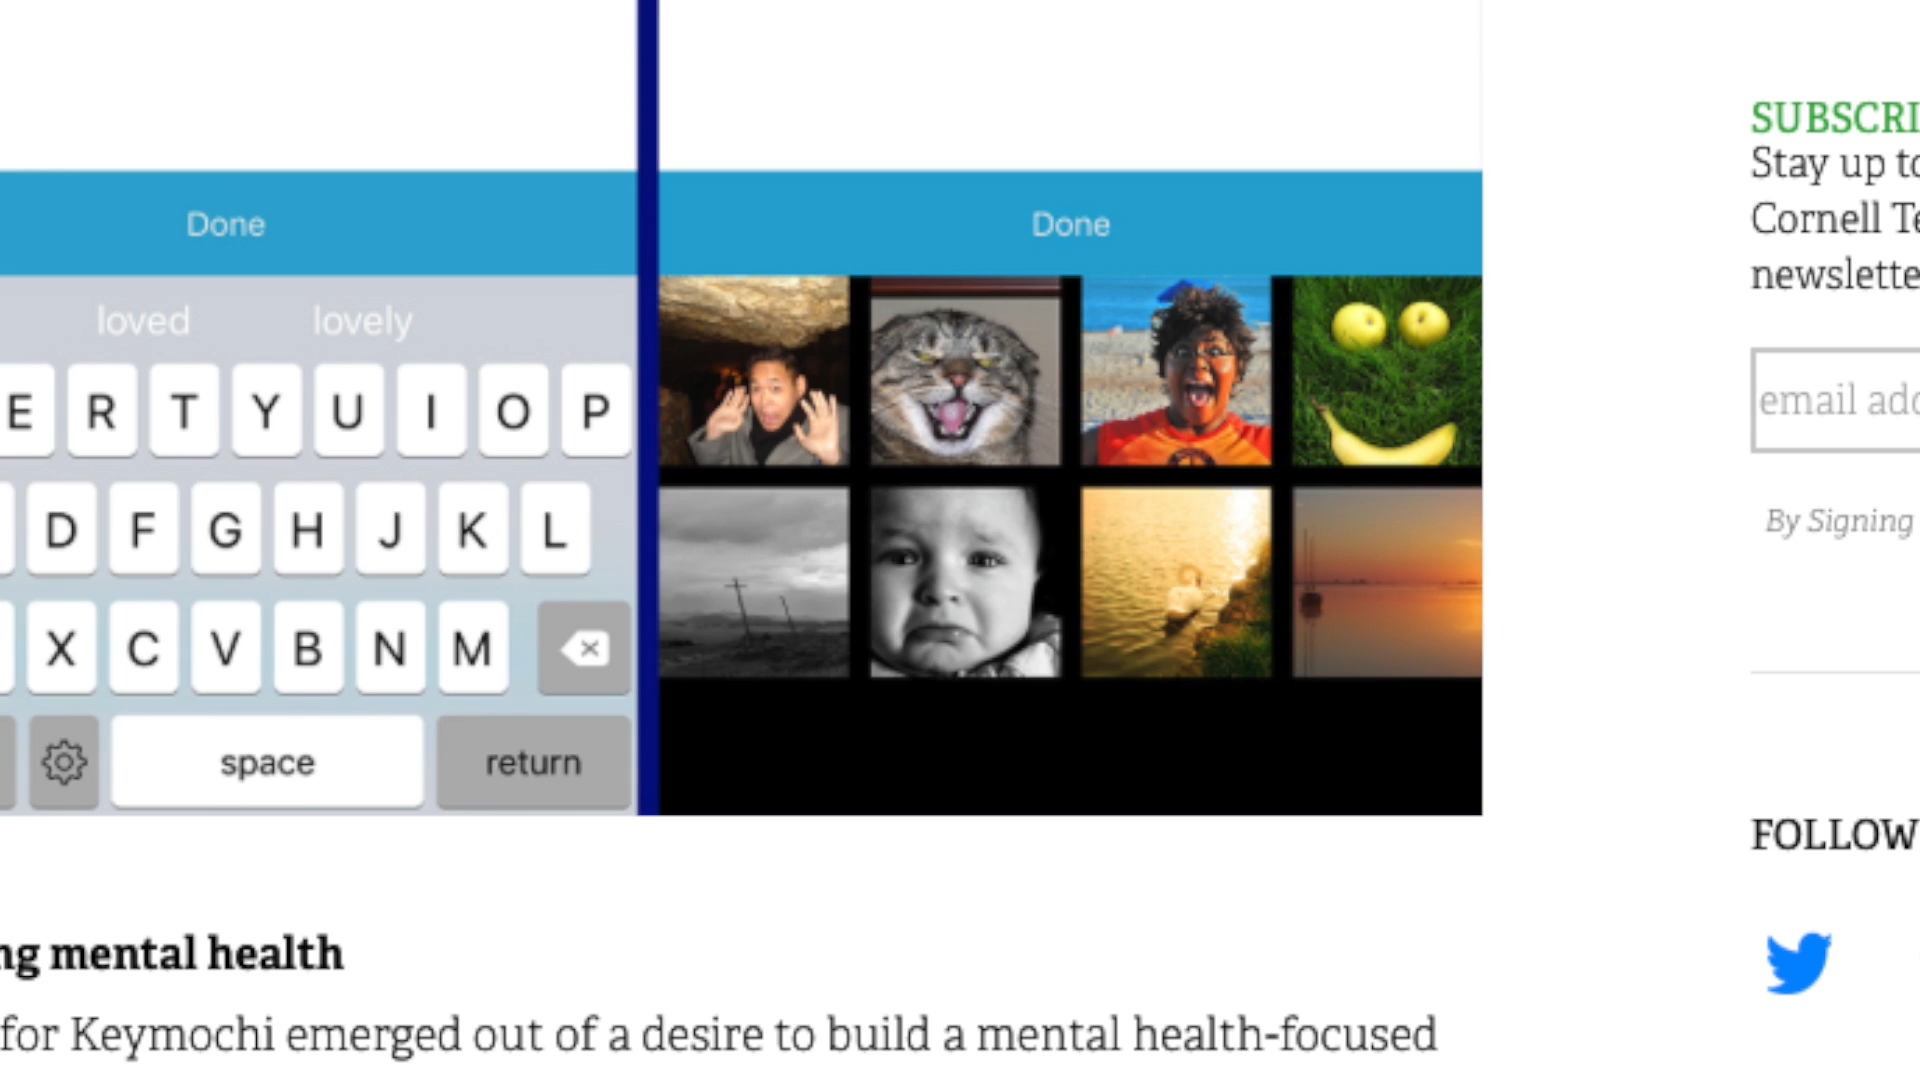 Done
loved lovely
E R T Y U I O P
D F G H J K L
X C V B N M
space return
Done
ng mental health
for Keymochi emerged out of a desire to build a mental health-focused
SUBSCRI
Stay up to
Cornell Te
newslette
email add
By Signing
FOLLOW